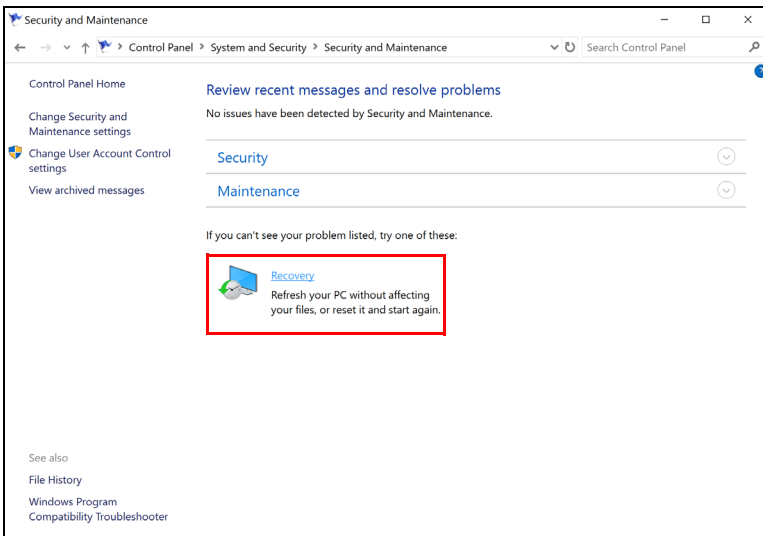 Security and Maintenance
Control Panel > System and Security > Security and Maintenance
Search Control Panel
?
Control Panel Home
Change Security and
Maintenance settings
Change User Account Control
settings
View archived messages
Review recent messages and resolve problems
No issues have been detected by Security and Maintenance.
Security
Maintenance
If you can't see your problem listed, try one of these:
Recovery
Refresh your PC without affecting
your files, or reset it and start again.
See also
File History
Windows Program
Compatibility Troubleshooter